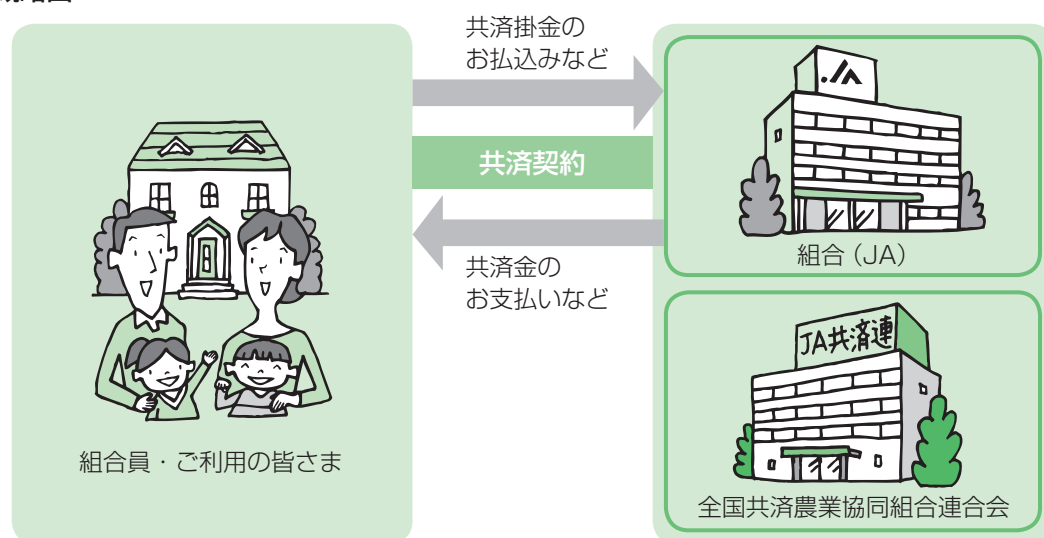 共済掛金の
お払込みなど
共済契約
共済金の
お支払いなど
組合員・ご利用の皆さま
JA
組合(JA)
JA共済連
全国共済農業協同組合連合会